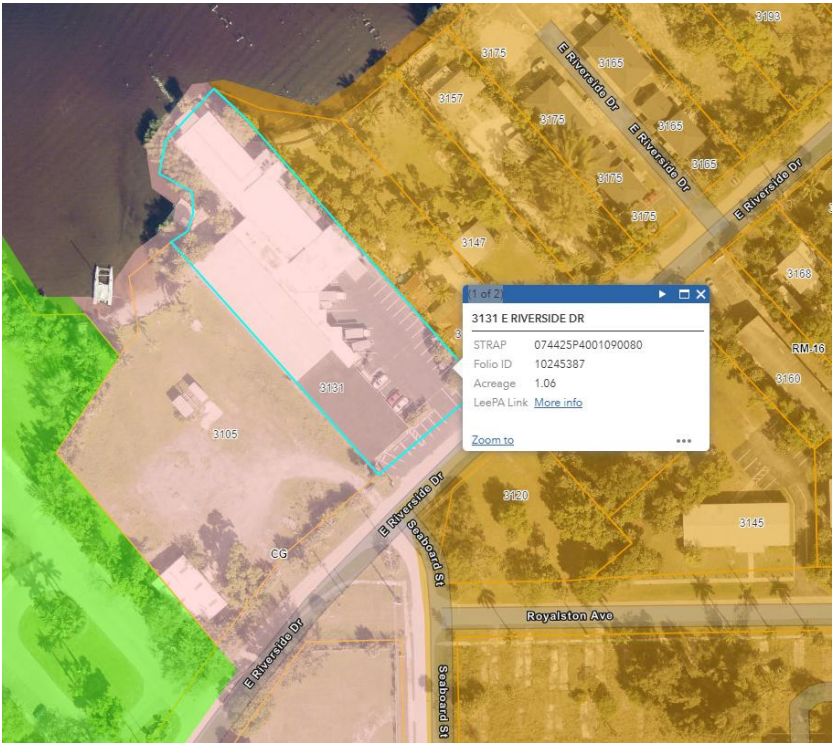 3193
3175
E Riverside Dr
3165
3157
3175
E Riverside Dr
3165
3165
3175
E Riverside Dr
3175
3147
3168
(1 of 2)
3131 E RIVERSIDE DR
STRAP 074425P4001090080
Folio ID 10245387
Acreage 1.06
LeePA Link More info
Zoom to
RM-16
3160
3131
3105
E Riverside Dr
3120
3145
Seaboard St
CG
Royalston Ave
E Riverside Dr
Seaboard St